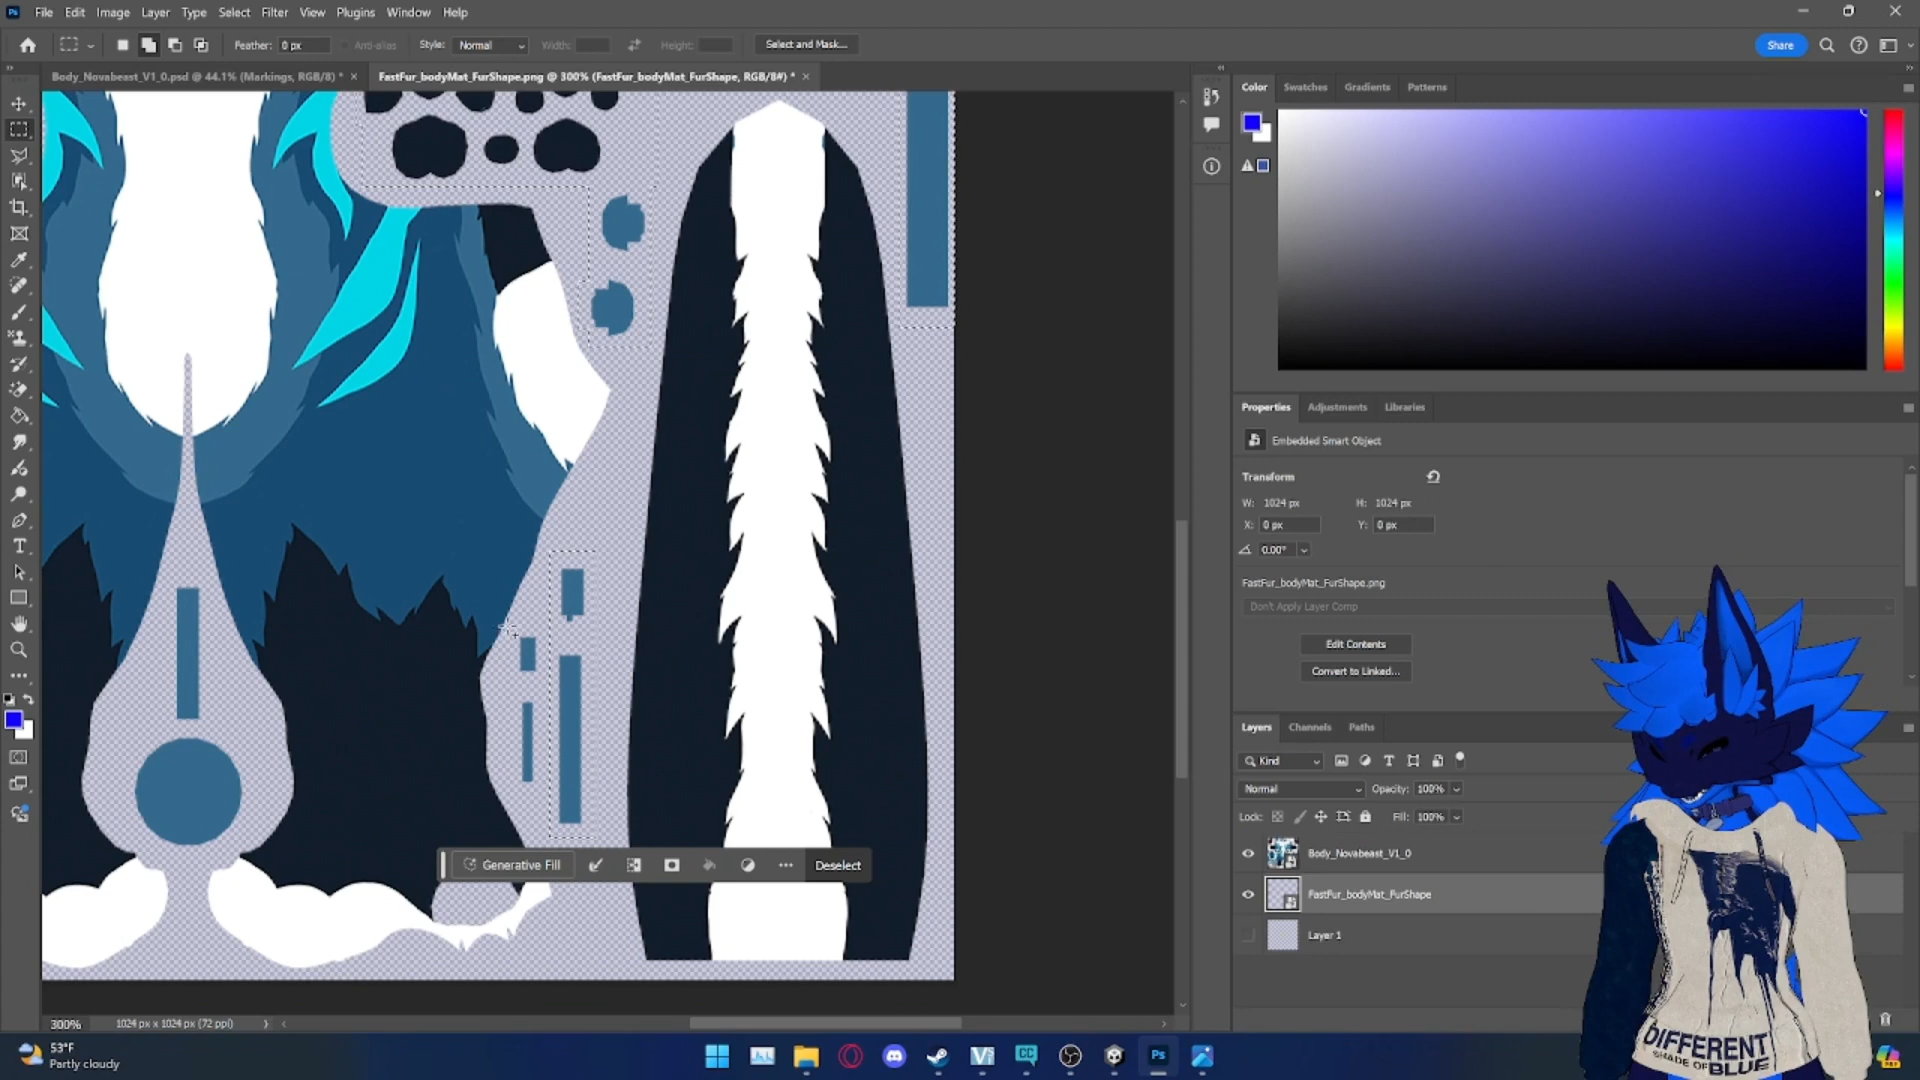 Ps File Edit Image Layer Type Select Filter View Plugins Window Help
Feather: 0 px Anti-alias Style: Normal Width: Height: Select and Mask... Share
Body_Novabeast_V1_0.psd @ 44.1% (Markings, RGB/8) * × FastFur_bodyMat_FurShape.png @ 300% (FastFur_bodyMat_FurShape, RGB/8#) * ×
Color Swatches Gradients Patterns
Properties Adjustments Libraries
Embedded Smart Object
Transform
W: 1024 px H: 1024 px
X: 0 px Y: 0 px
0.00°
FastFur_bodyMat_FurShape.png
Don't Apply Layer Comp
Edit Contents
Convert to Linked...
Layers Channels Paths
Kind
Normal Opacity: 100%
Lock: Fill: 100%
Body_Novabeast_V1_0
FastFur_bodyMat_FurShape
Layer 1
Generative Fill Deselect
300% 1024 px x 1024 px (72 ppi)
53°F
Partly cloudy
DIFFERENT
SHADE OF BLUE